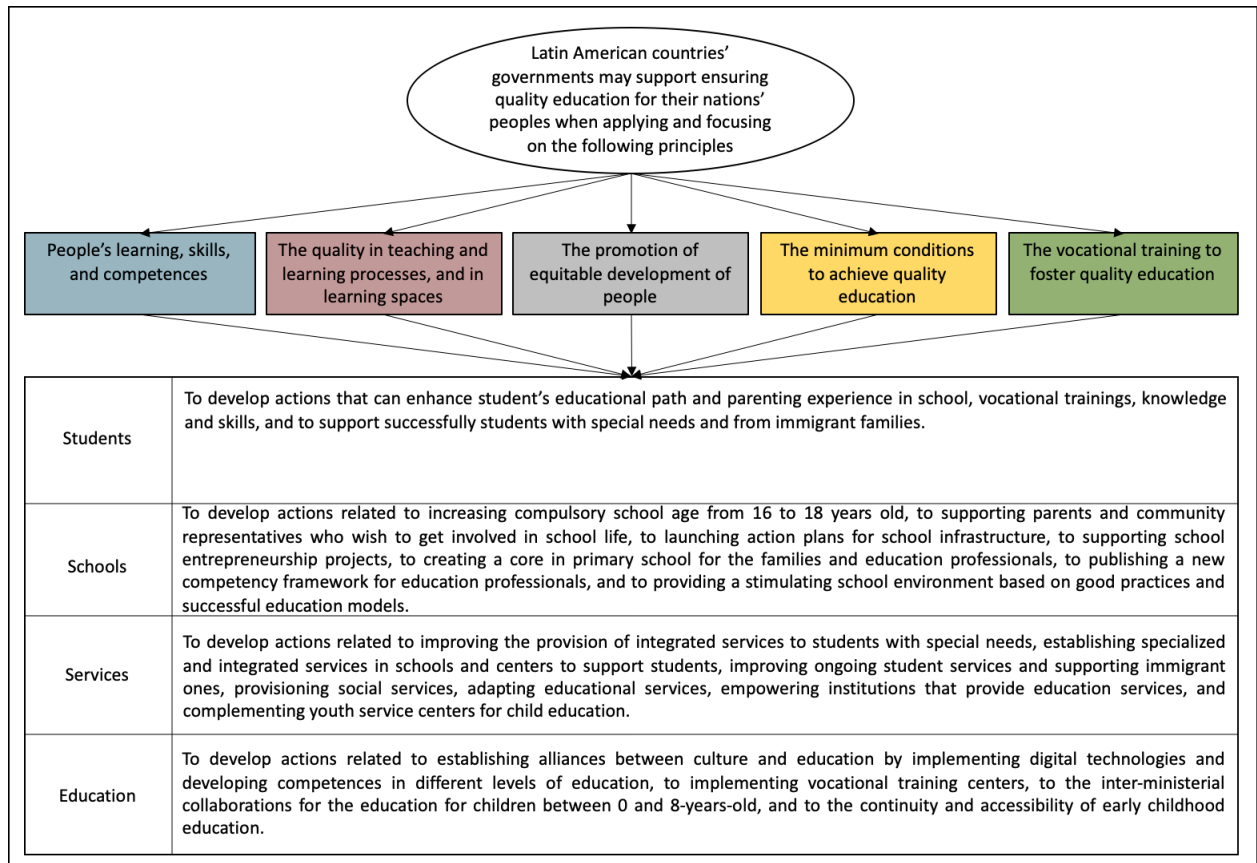 Latin American countries'
governments may support ensuring
quality education for their nations'
peoples when applying and focusing
on the following principles
People's learning, skills,
and competences
The quality in teaching and
learning processes, and in
learning spaces
The promotion of
equitable development of
people
The minimum conditions
to achieve quality
education
The vocational training to
foster quality education
Students
To develop actions that can enhance student's educational path and parenting experience in school, vocational trainings, knowledge
and skills, and to support successfully students with special needs and from immigrant families.
Schools
To develop actions related to increasing compulsory school age from 16 to 18 years old, to supporting parents and community
representatives who wish to get involved in school life, to launching action plans for school infrastructure, to supporting school
entrepreneurship projects, to creating a core in primary school for the families and education professionals, to publishing a new
competency framework for education professionals, and to providing a stimulating school environment based on good practices and
successful education models.
Services
To develop actions related to improving the provision of integrated services to students with special needs, establishing specialized
and integrated services in schools and centers to support students, improving ongoing student services and supporting immigrant
ones, provisioning social services, adapting educational services, empowering institutions that provide education services, and
complementing youth service centers for child education.
Education
To develop actions related to establishing alliances between culture and education by implementing digital technologies and
developing competences in different levels of education, to implementing vocational training centers, to the inter-ministerial
collaborations for the education for children between 0 and 8-years-old, and to the continuity and accessibility of early childhood
education.